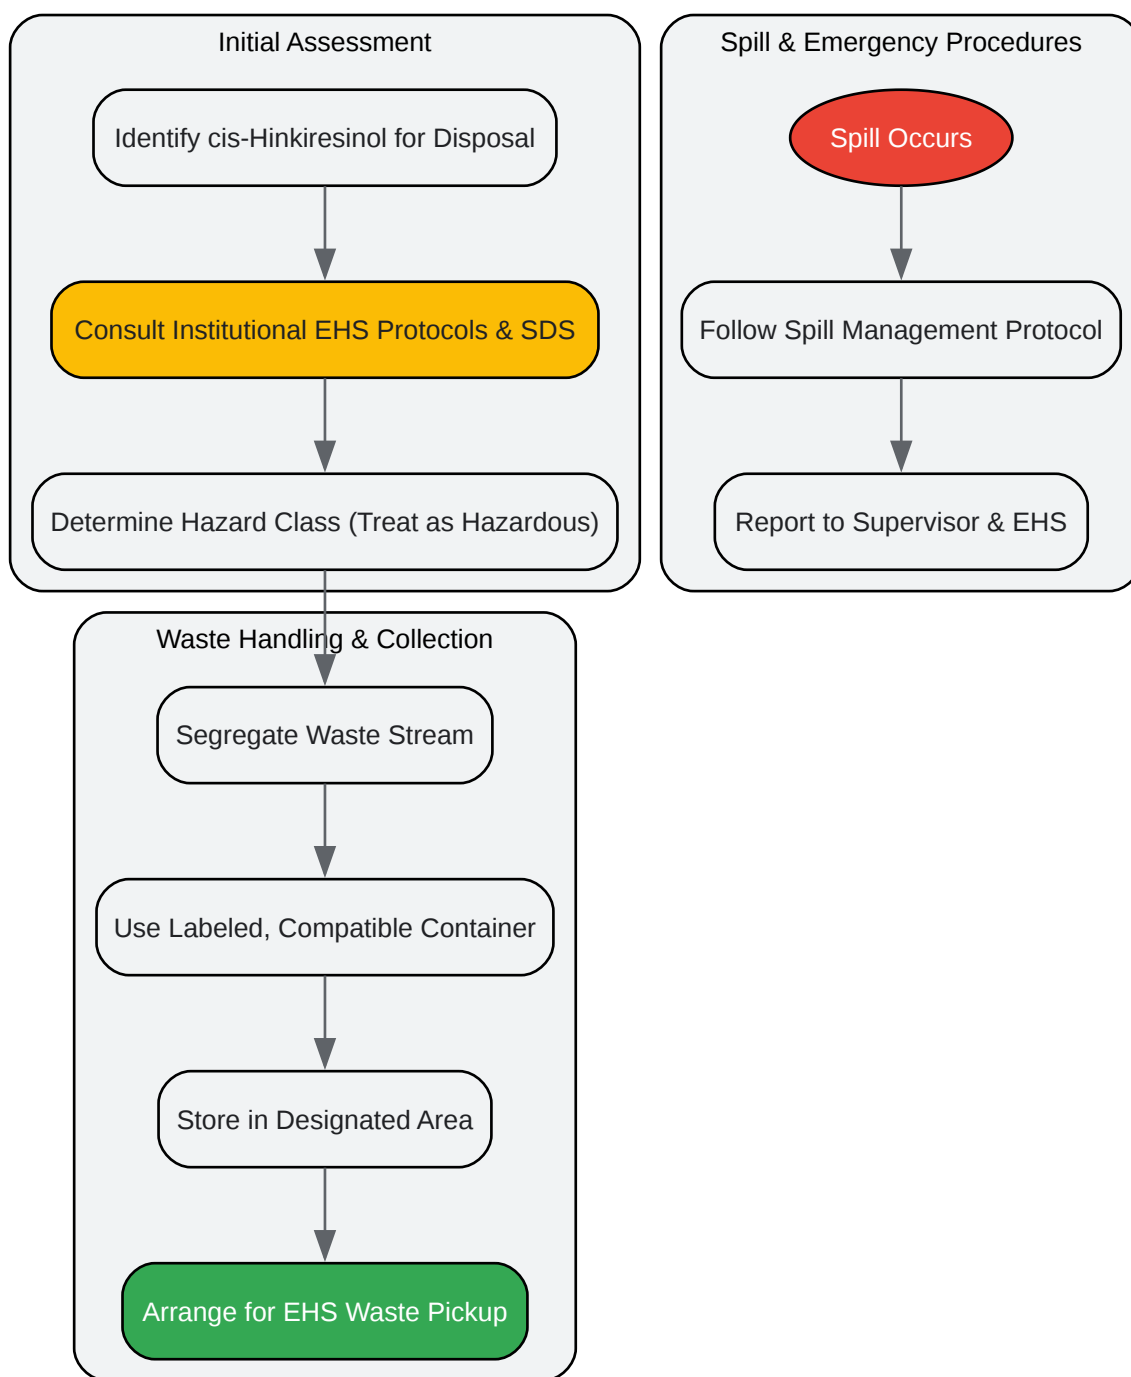 Initial Assessment
Identify cis-Hinkiresinol for Disposal
Consult Institutional EHS Protocols & SDS
Determine Hazard Class (Treat as Hazardous)
Waste Handling & Collection
Segregate Waste Stream
Use Labeled, Compatible Container
Store in Designated Area
Arrange for EHS Waste Pickup
Spill & Emergency Procedures
Spill Occurs
Follow Spill Management Protocol
Report to Supervisor & EHS